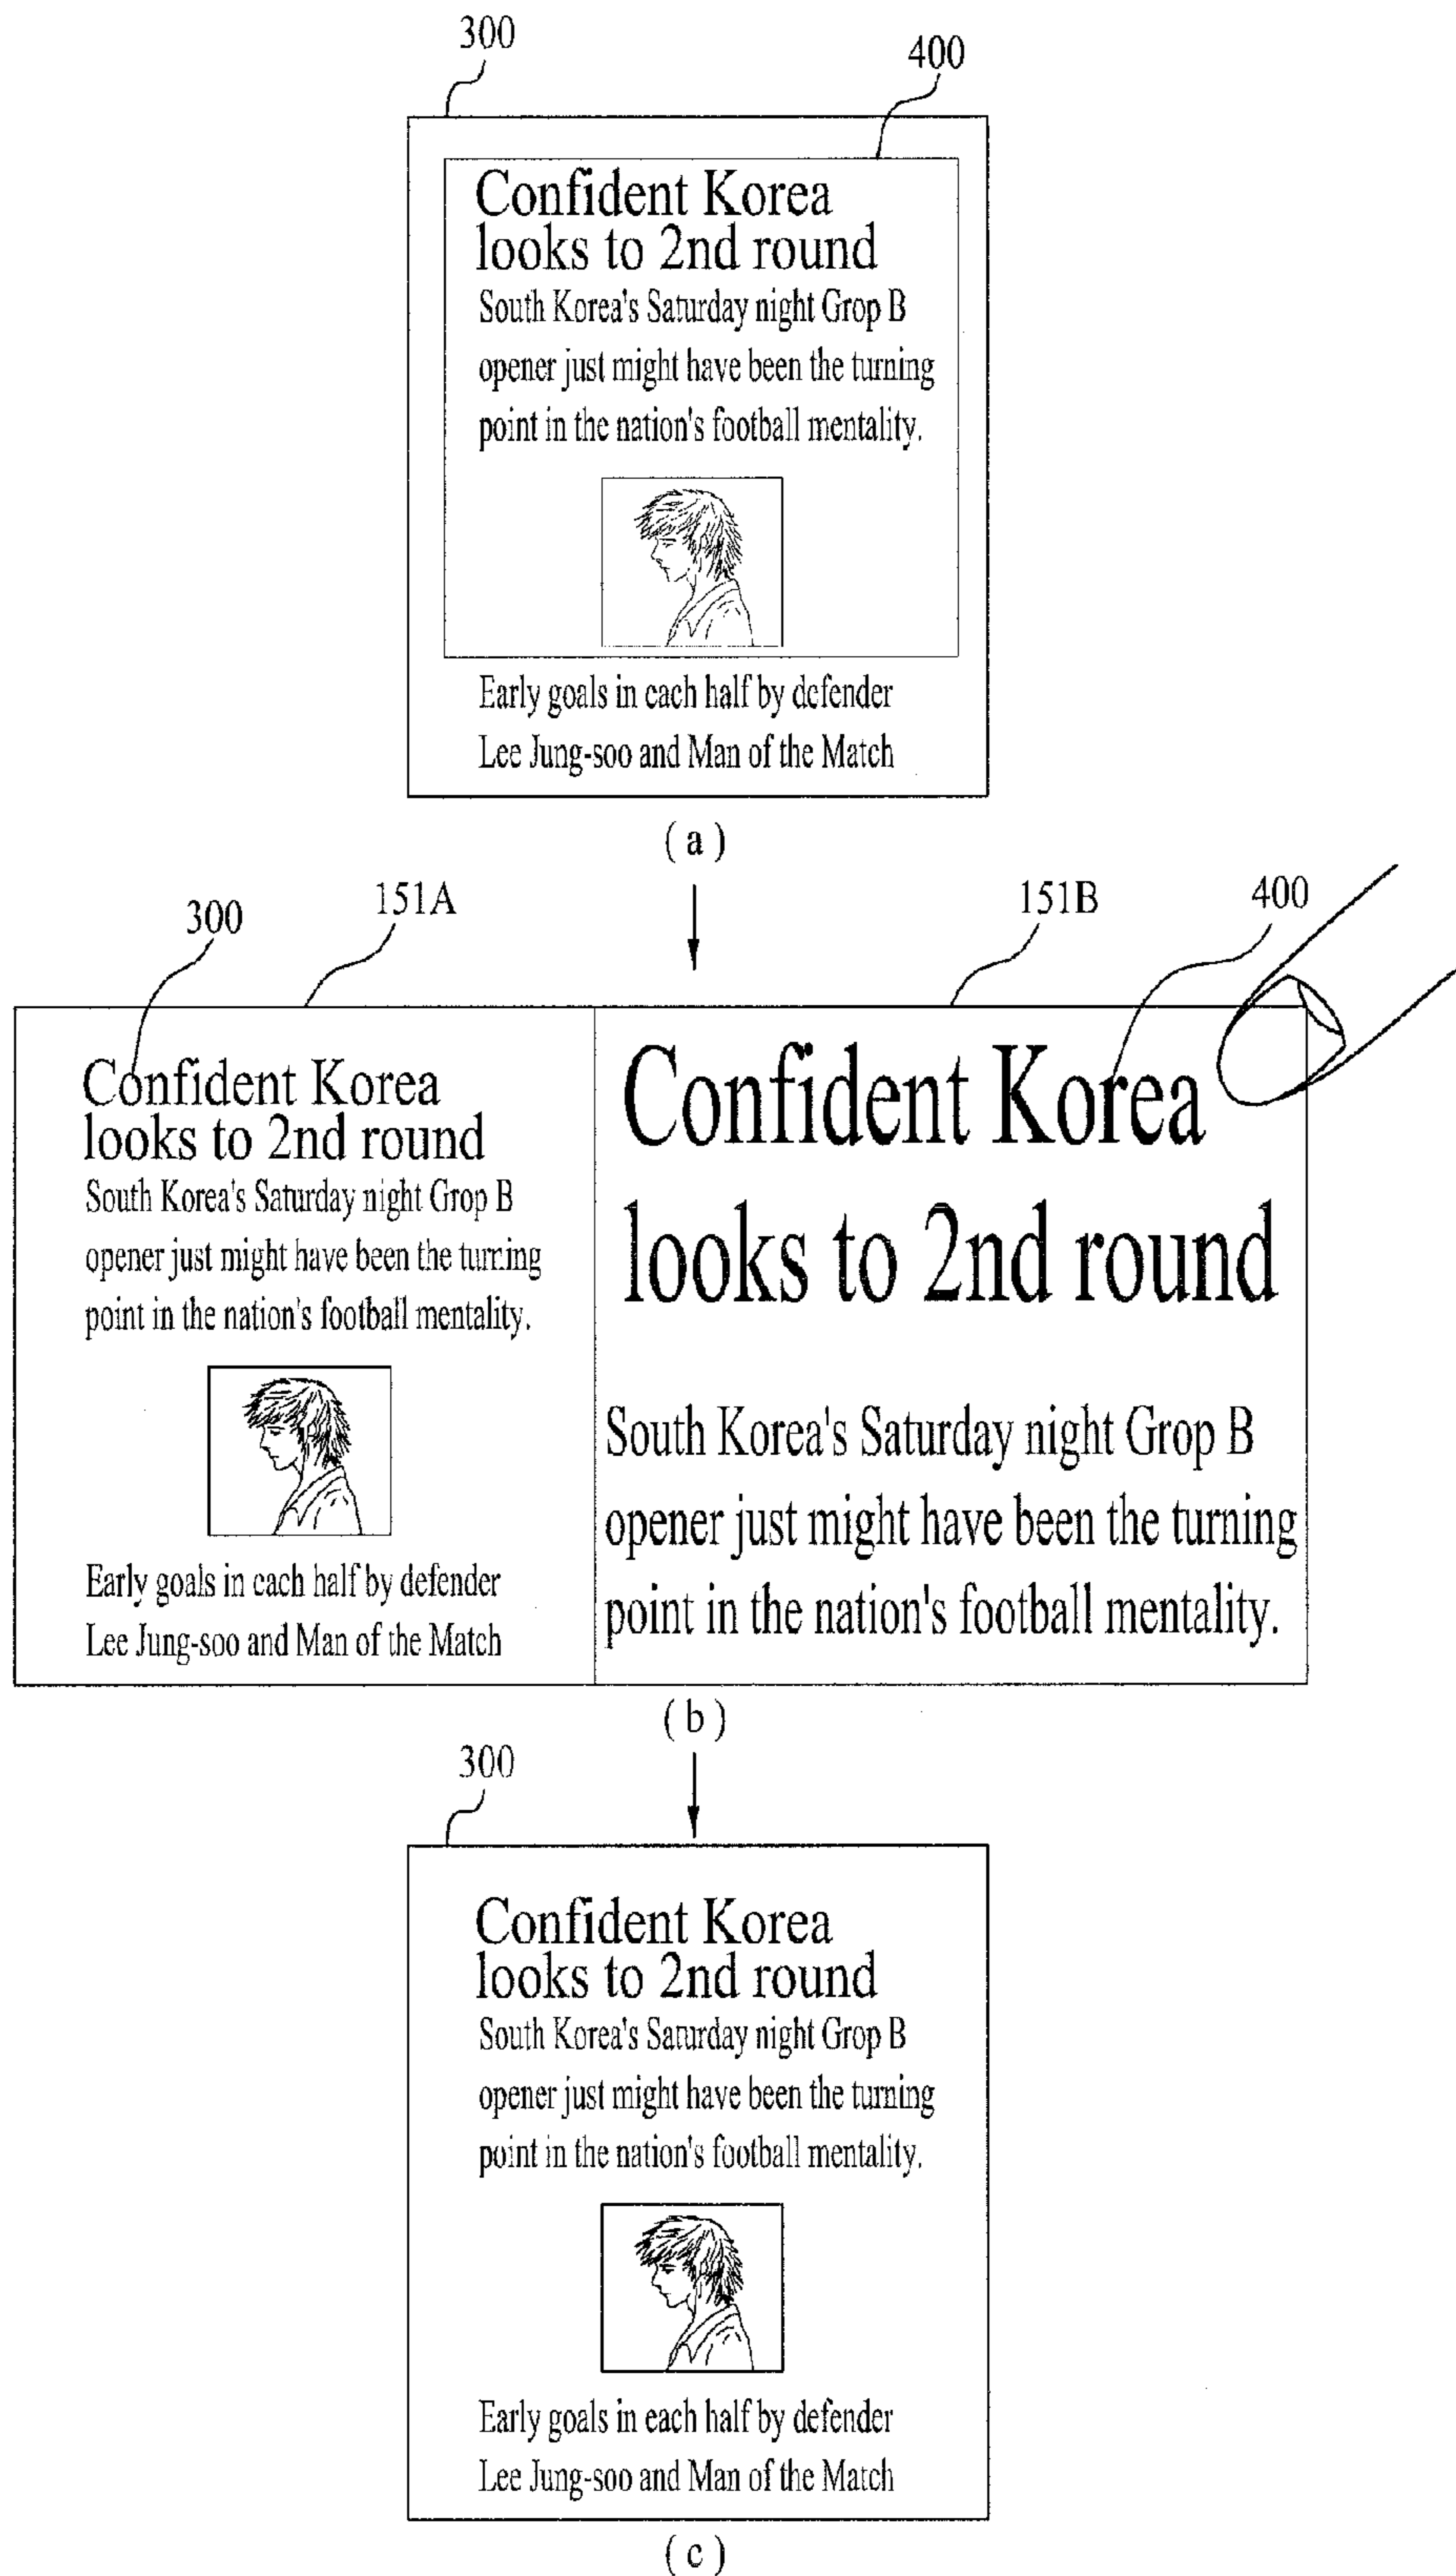 300
400
Confident Korea
looks to 2nd round
South Korea's Saturday night Grop B
opener just might have been the turning
point in the nation's football mentality.
Early goals in each half by defender
Lee Jung-soo and Man of the Match
( a )
300
151A
151B
400
Confident Korea
looks to 2nd round
South Korea's Saturday night Grop B
opener just might have been the turning
point in the nation's football mentality.
Early goals in each half by defender
Lee Jung-soo and Man of the Match
Confident Korea
looks to 2nd round
South Korea's Saturday night Grop B
opener just might have been the turning
point in the nation's football mentality.
( b )
300
Confident Korea
looks to 2nd round
South Korea's Saturday night Grop B
opener just might have been the turning
point in the nation's football mentality.
Early goals in each half by defender
Lee Jung-soo and Man of the Match
( c )